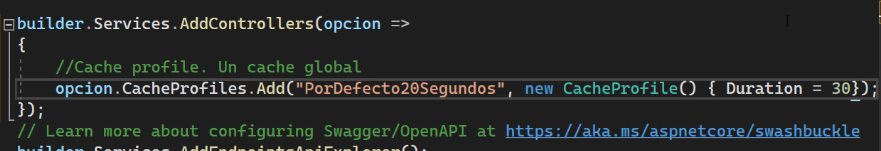 builder.Services.AddControllers(opcion =>
{
//Cache profile. Un cache global
opcion.CacheProfiles.Add("PorDefecto20Segundos", new CacheProfile() { Duration = 30});
});
// Learn more about configuring Swagger/OpenAPI at https://aka.ms/aspnetcore/swashbuckle
builder.Services.AddEndpointsApiExplorer();